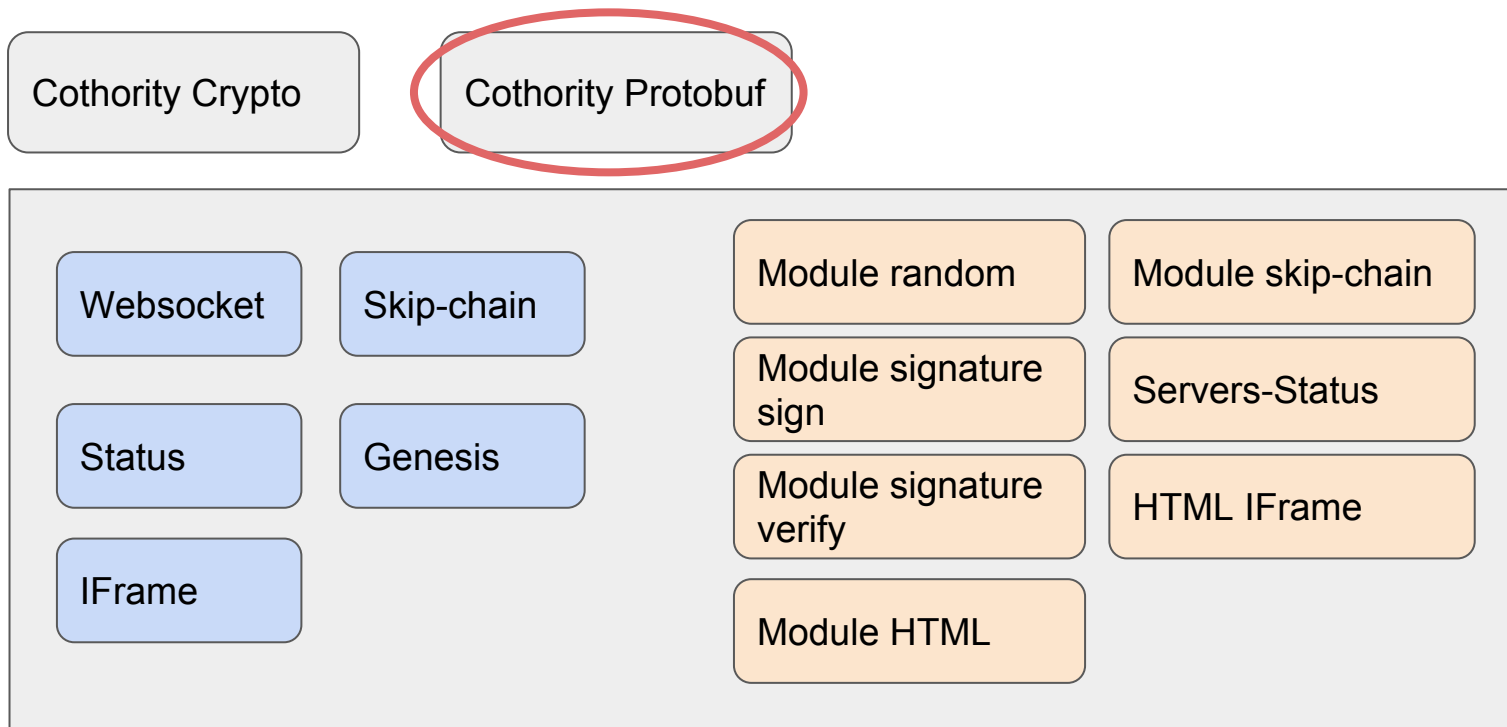 Cothority Crypto
Cothority Protobuf
Websocket
Skip-chain
Status
Genesis
IFrame
Module random
Module skip-chain
Module signature
sign
Servers-Status
Module signature
verify
HTML IFrame
Module HTML